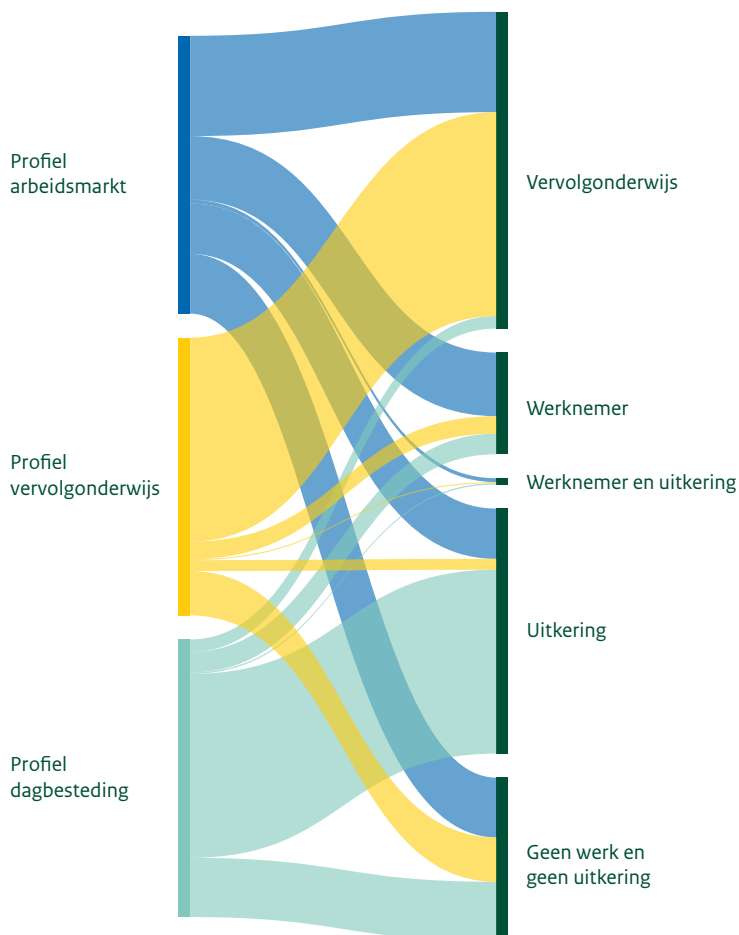 Profiel
arbeidsmarkt
Profiel
vervolgonderwijs
Profiel
dagbesteding
Vervolgonderwijs
Werknemer
Werknemer en uitkering
Uitkering
Geen werk en
geen uitkering